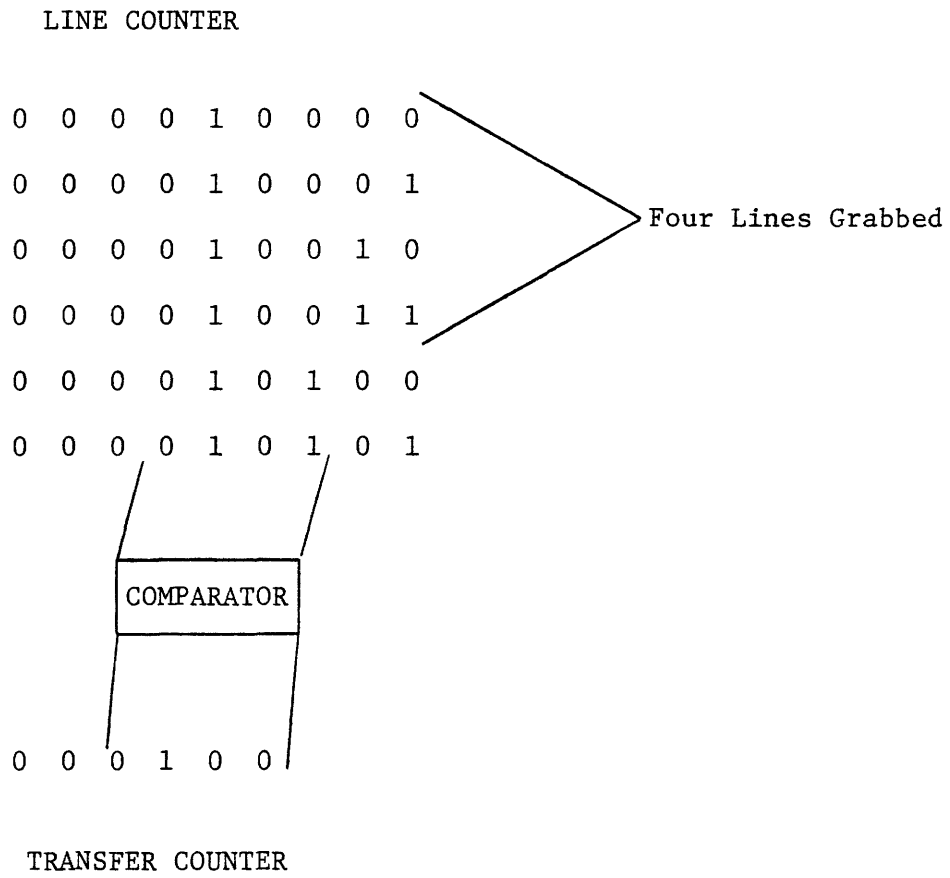 LINE COUNTER
0 0 0 0 1 0 0 0 0
0 0 0 0 1 0 0 0 1
0 0 0 0 1 0 0 1 0
Four Lines Grabbed
0 0 0 0 1 0 0 1 1
0 0 0 0 1 0 1 0 0
0 0 0 0 1 0 1 0 1
COMPARATOR
0 0 0 1 0 0
TRANSFER COUNTER